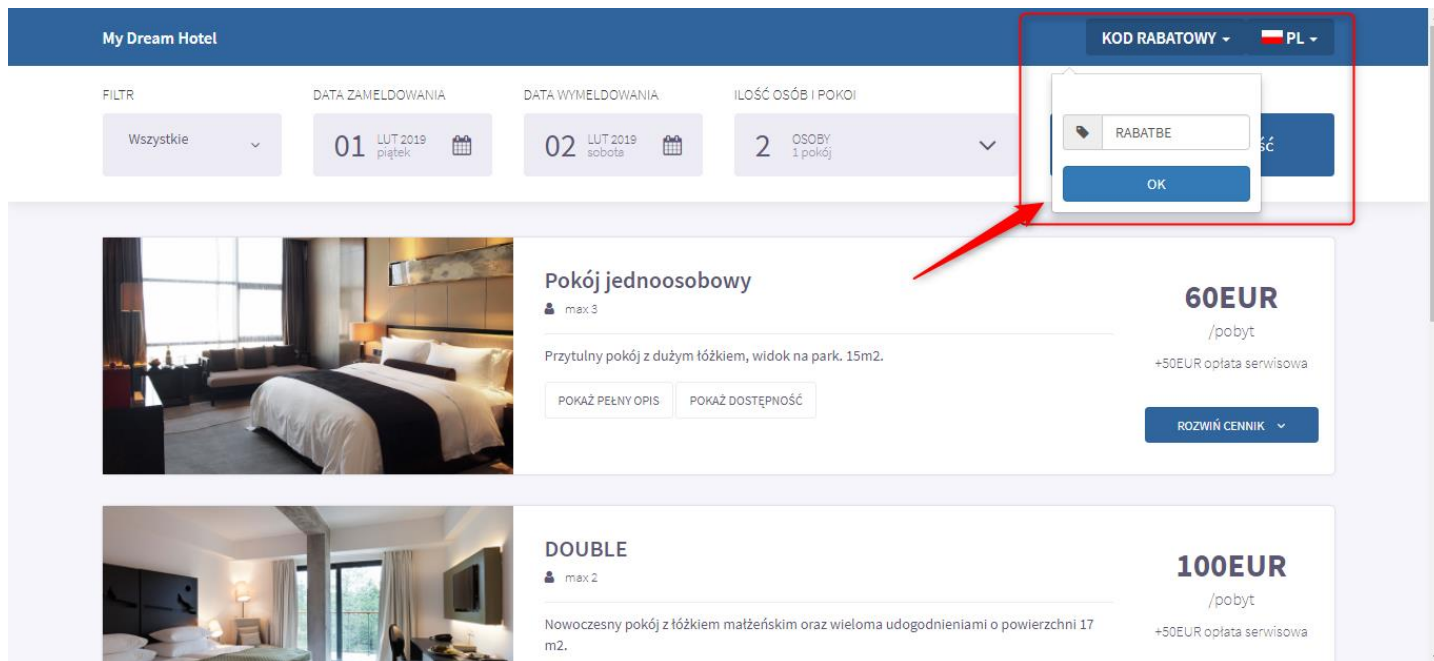 My Dream Hotel
KOD RABATOWY
PL
FILTR
DATA ZAMELDOWANIA
DATA WYMELDOWANIA
ILOŚĆ OSÓB I POKOI
Wszystkie
01 LUT 2019
piątek
02 LUT 2019
sobota
2 OSOBY
1 pokój
RABATBE
ŚĆ
OK
Pokój jednoosobowy
max 3
Przytulny pokój z dużym łóżkiem, widok na park. 15m2.
POKAŻ PEŁNY OPIS
POKAŻ DOSTĘPNOŚĆ
60EUR
/pobyt
+50EUR opłata serwisowa
ROZWIŃ CENNIK
DOUBLE
max 2
Nowoczesny pokój z łóżkiem małżeńskim oraz wieloma udogodnieniami o powierzchni 17
m2.
100EUR
/pobyt
+50EUR opłata serwisowa